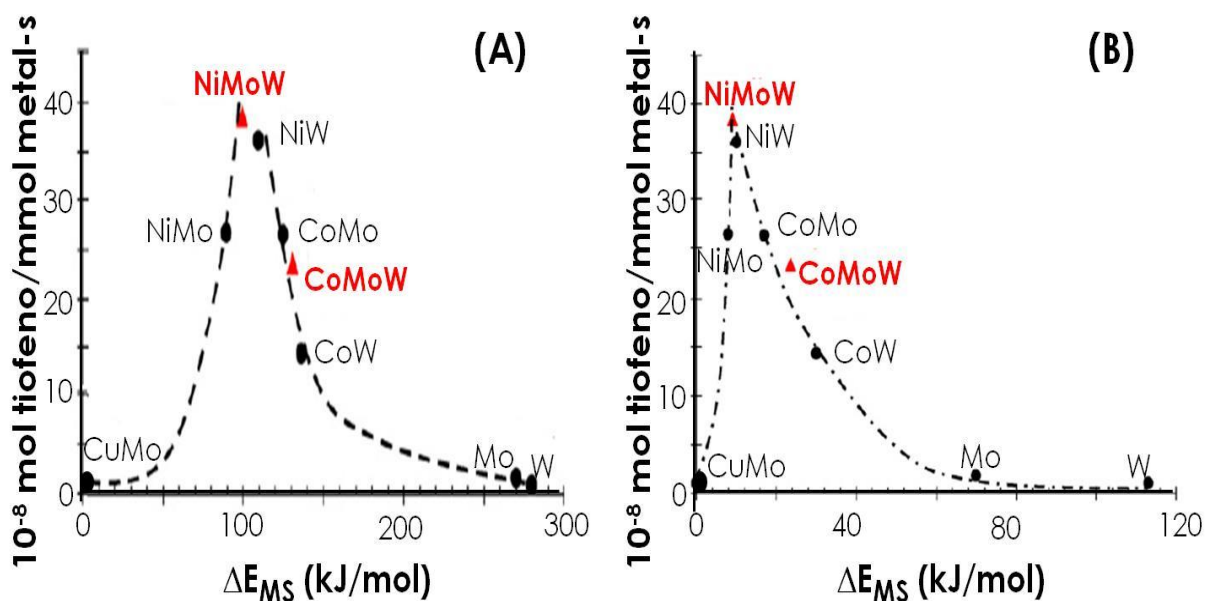 (A)
10⁻⁸ mol tiofeno/mmol metal-s
40
30
20
10
0
NiMoW
NiW
NiMo
CoMo
CoMoW
CoW
CuMo
Mo
W
0
100
200
300
ΔE_MS (kJ/mol)
(B)
10⁻⁸ mol tiofeno/mmol metal-s
40
30
20
10
0
NiMoW
NiW
CoMo
NiMo
CoMoW
CoW
CuMo
Mo
W
0
40
80
120
ΔE_MS (kJ/mol)